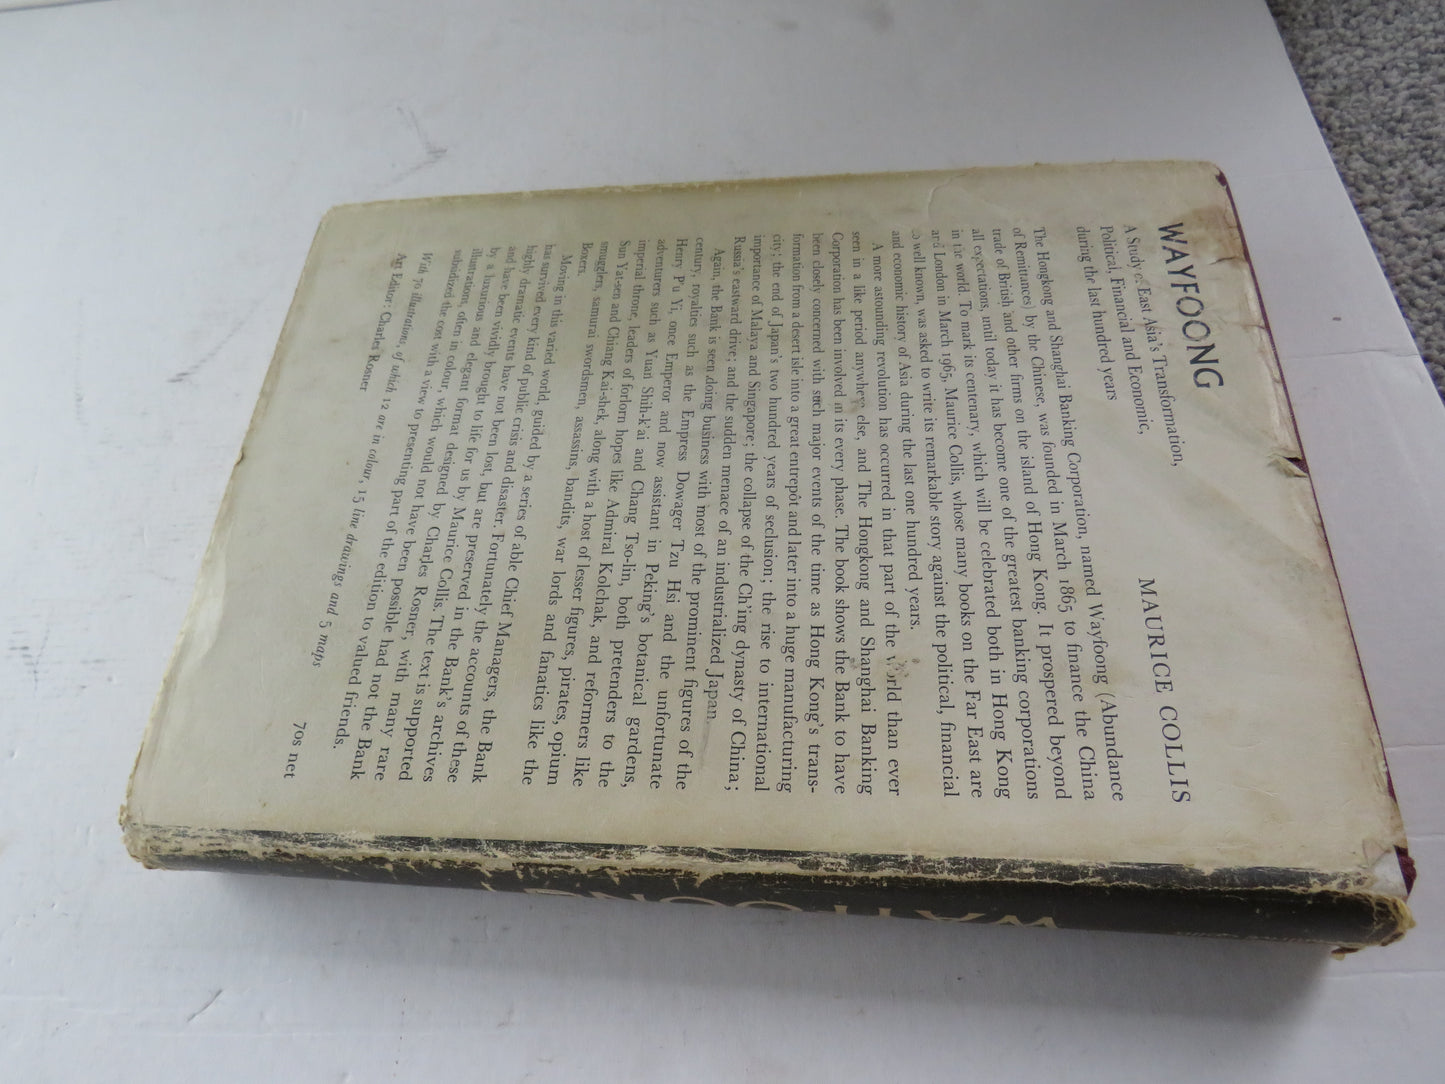 WAYFOONG
MAURICE COLLIS
A Study of East Asia's Transformation,
Political, Financial and Economic,
during the last hundred years
The Hongkong and Shanghai Banking Corporation, named Wayfoong (Abundance
of Remittances) by the Chinese, was founded in March 1865 to finance the China
trade of British and other firms on the island of Hong Kong. It prospered beyond
all expectations, until today it has become one of the greatest banking corporations
in the world. To mark its centenary, which will be celebrated both in Hong Kong
and London in March 1965, Maurice Collis, whose many books on the Far East are
so well known, was asked to write its remarkable story against the political, financial
and economic history of Asia during the last one hundred years.
A more astounding revolution has occurred in that part of the world than ever
seen in a like period anywhere else, and The Hongkong and Shanghai Banking
Corporation has been involved in its every phase. The book shows the Bank to have
been closely concerned with such major events of the time as Hong Kong's trans-
formation from a desert isle into a great entrepôt and later into a huge manufacturing
city; the end of Japan's two hundred years of seclusion; the rise to international
importance of Malaya and Singapore; the collapse of the Ch'ing dynasty of China;
Russia's eastward drive; and the sudden menace of an industrialized Japan.
Again, the Bank is seen doing business with most of the prominent figures of the
century, royalties such as the Empress Dowager Tzu Hsi and the unfortunate
Henry P'u Yi, once Emperor and now assistant in Peking's botanical gardens,
adventurers such as Yuan Shih-k'ai and Chang Tso-lin, both pretenders to the
imperial throne, leaders of forlorn hopes like Admiral Kolchak, and reformers like
Sun Yat-sen and Chiang Kai-shek, along with a host of lesser figures, pirates, opium
smugglers, samurai swordsmen, assassins, bandits, war lords and fanatics like the
Boxers.
Moving in this varied world, guided by a series of able Chief Managers, the Bank
has survived every kind of public crisis and disaster. Fortunately the accounts of these
highly dramatic events have not been lost, but are preserved in the Bank's archives
and have been vividly brought to life for us by Maurice Collis. The text is supported
by a luxurious and elegant format, designed by Charles Rosner, with many rare
illustrations, often in colour, which would not have been possible had not the Bank
subsidized the cost with a view to presenting part of the edition to valued friends.
With 70 illustrations, of which 12 are in colour, 15 line drawings and 5 maps
Art Editor: Charles Rosner
70s net
WAYFOONG